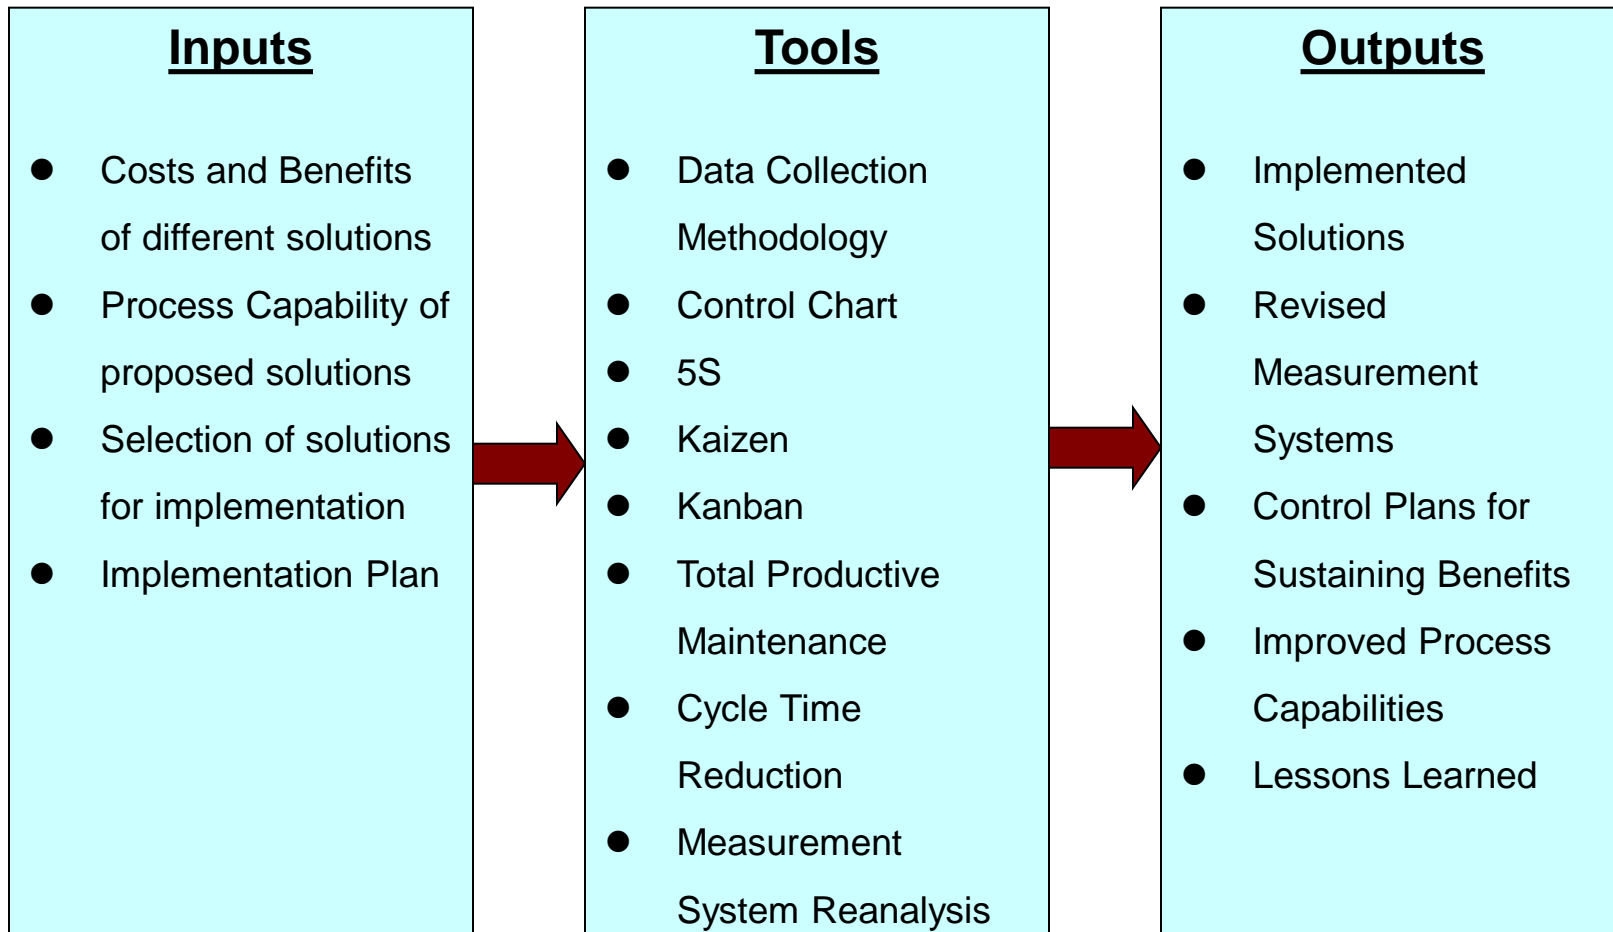 Inputs
Costs and Benefits
of different solutions
Process Capability of
proposed solutions
Selection of solutions
for implementation
Implementation Plan
Tools
Data Collection
Methodology
Control Chart
5S
Kaizen
Kanban
Total Productive
Maintenance
Cycle Time
Reduction
Measurement
System Reanalysis
Outputs
Implemented
Solutions
Revised
Measurement
Systems
Control Plans for
Sustaining Benefits
Improved Process
Capabilities
Lessons Learned